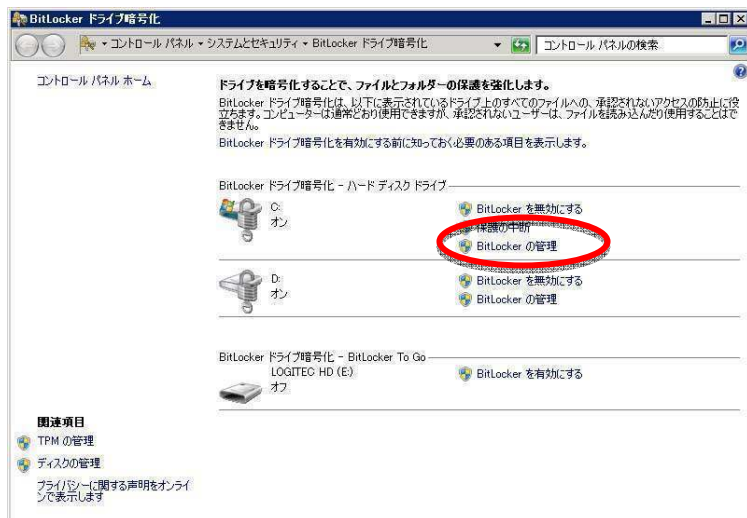 BitLocker ドライブ暗号化
コントロール パネル ▾ システムとセキュリティ ▾ BitLocker ドライブ暗号化
コントロール パネルの検索
コントロール パネル ホーム
ドライブを暗号化することで、ファイルとフォルダーの保護を強化します。
BitLocker ドライブ暗号化は、以下に表示されているドライブ上のすべてのファイルへの、承認されないアクセスの防止に役
立ちます。コンピューターは通常どおり使用できますが、承認されないユーザーは、ファイルを読み込んだり使用することはで
きません。
BitLocker ドライブ暗号化を有効にする前に知っておく必要のある項目を表示します。
BitLocker ドライブ暗号化 - ハード ディスク ドライブ
C:
オン
BitLocker を無効にする
保護の中断
BitLocker の管理
D:
オン
BitLocker を無効にする
BitLocker の管理
BitLocker ドライブ暗号化 - BitLocker To Go
LOGITEC HD (E:)
オフ
BitLocker を有効にする
関連項目
TPM の管理
ディスクの管理
プライバシーに関する声明をオンライ
ンで表示します